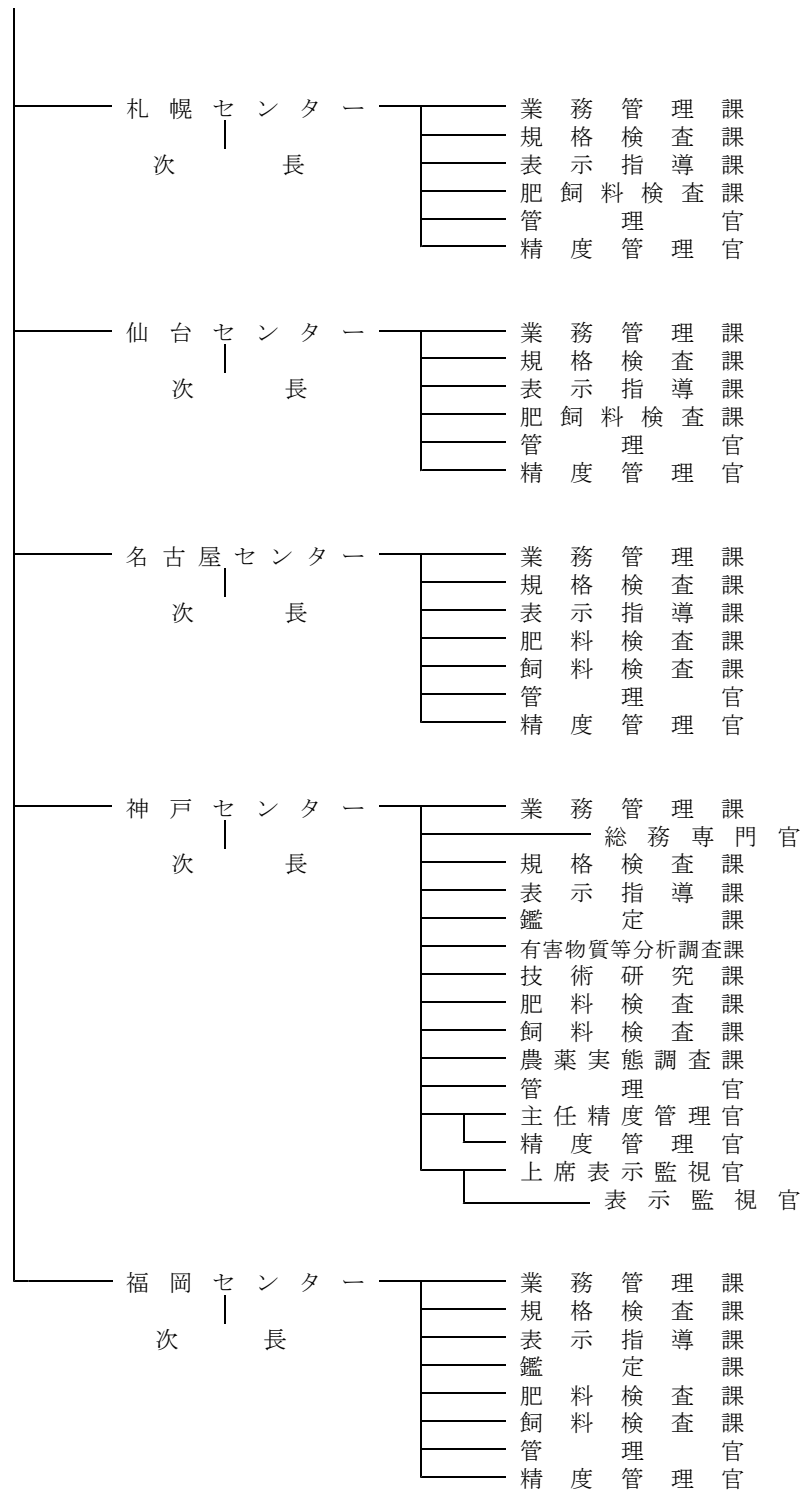 札幌センター 業務管理課
規格検査課
次長 表示指導課
肥飼料検査課
管理官
精度管理官
仙台センター 業務管理課
規格検査課
次長 表示指導課
肥飼料検査課
管理官
精度管理官
名古屋センター 業務管理課
規格検査課
次長 表示指導課
肥料検査課
飼料検査課
管理官
精度管理官
神戸センター 業務管理課
総務専門官
次長 規格検査課
表示指導課
鑑定課
有害物質等分析調査課
技術研究課
肥料検査課
飼料検査課
農薬実態調査課
管理官
主任精度管理官
精度管理官
上席表示監視官
表示監視官
福岡センター 業務管理課
規格検査課
次長 表示指導課
鑑定課
肥料検査課
飼料検査課
管理官
精度管理官